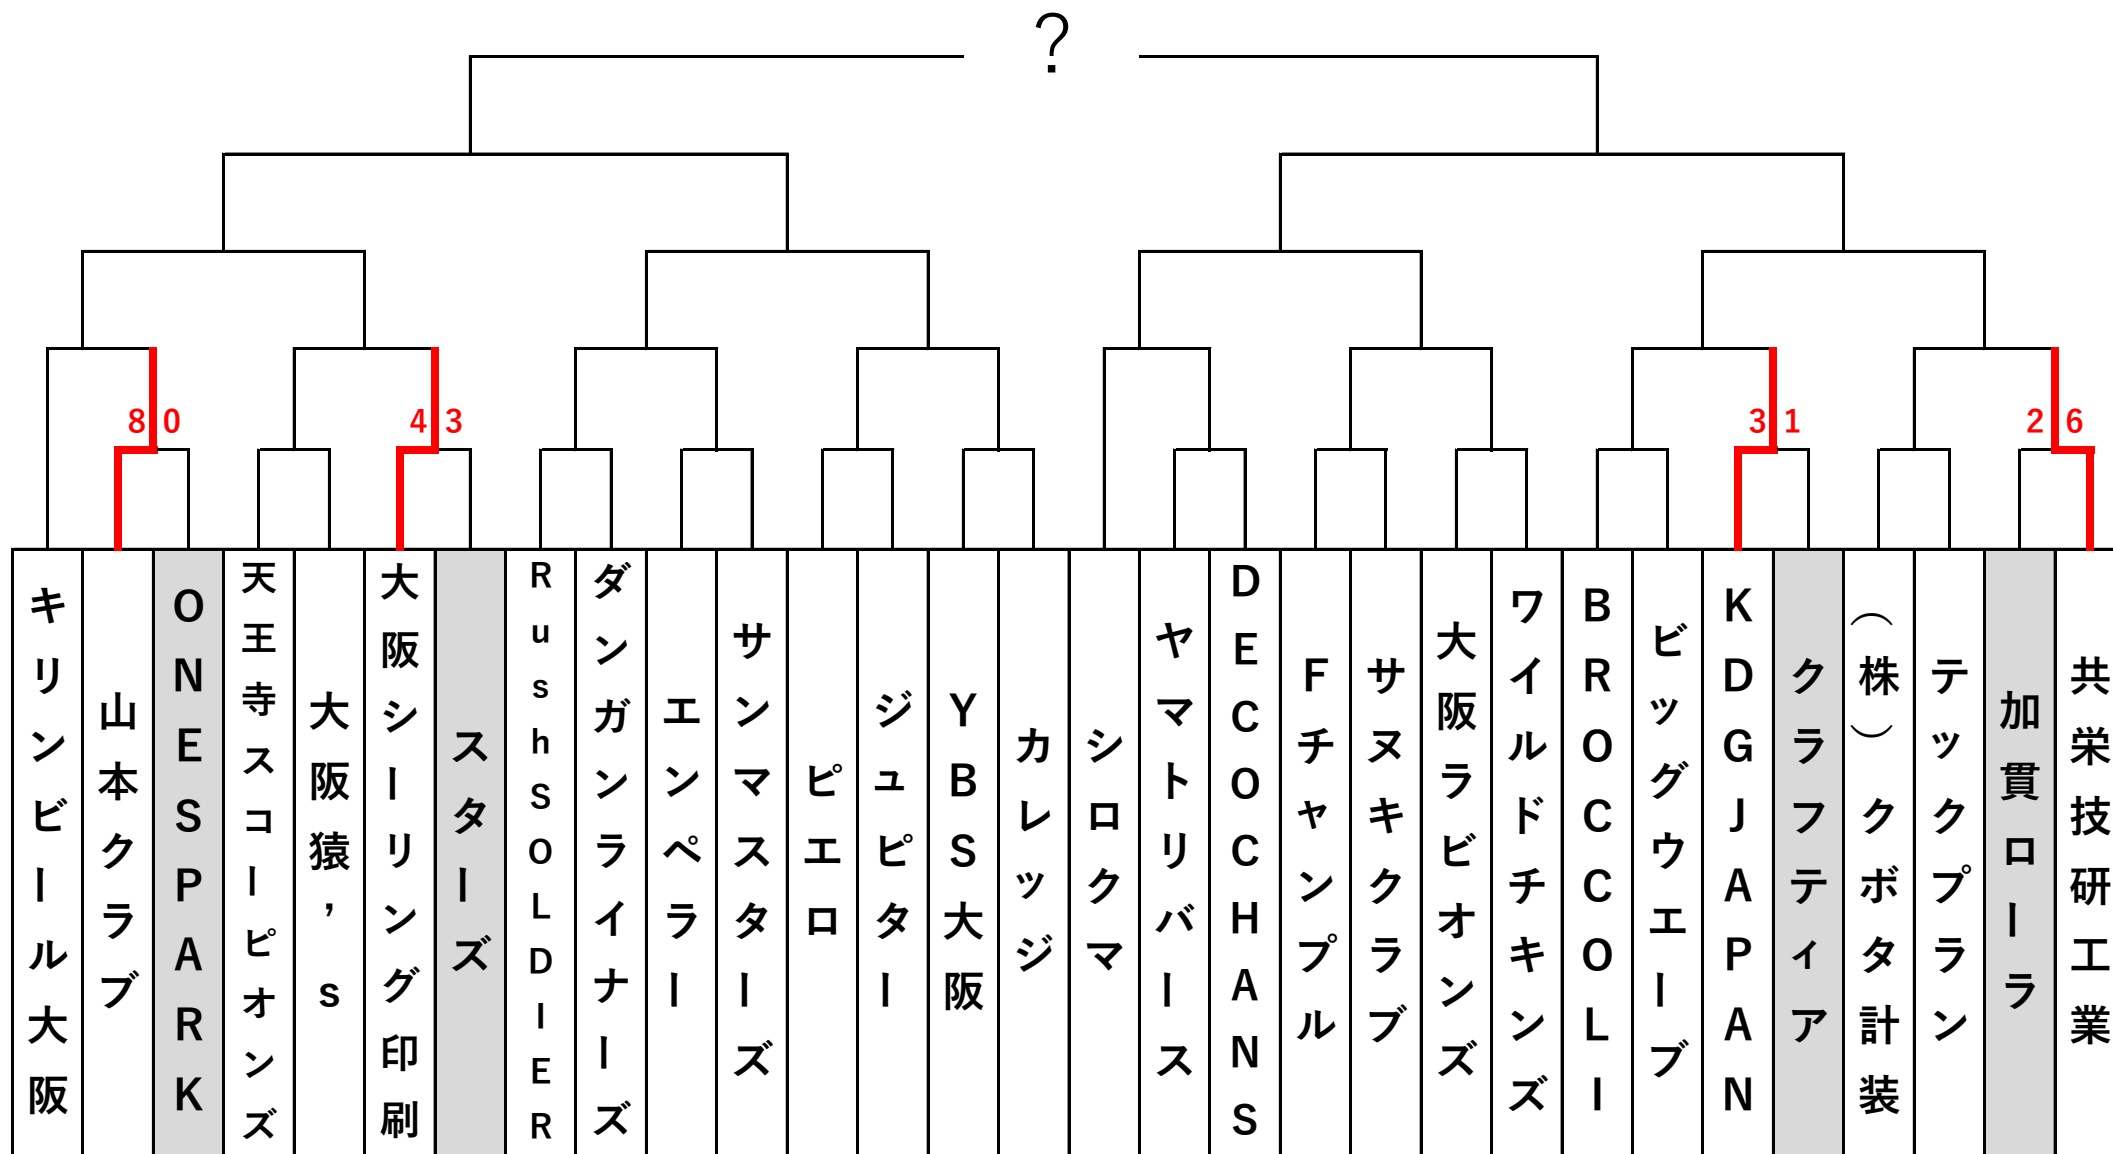 ?
8 0
4 3
3 1
2 6
キリンビール大阪
山本クラブ
ONESPARK
天王寺スコーピオンズ
大阪猿’s
大阪シーリング印刷
スターズ
RushSOLDIER
ダンガンライナーズ
エンペラー
サンマスターズ
ピエロ
ジュピター
YBS大阪
カレッジ
シロクマ
ヤマトリバース
DECOCHANS
Fチャンプル
サヌキクラブ
大阪ラビオンズ
ワイルドチキンズ
BROCCOLI
ビッグウエーブ
KDGJAPAN
クラフティア
(株)クボタ計装
テックプラン
加貫ローラ
共栄技研工業